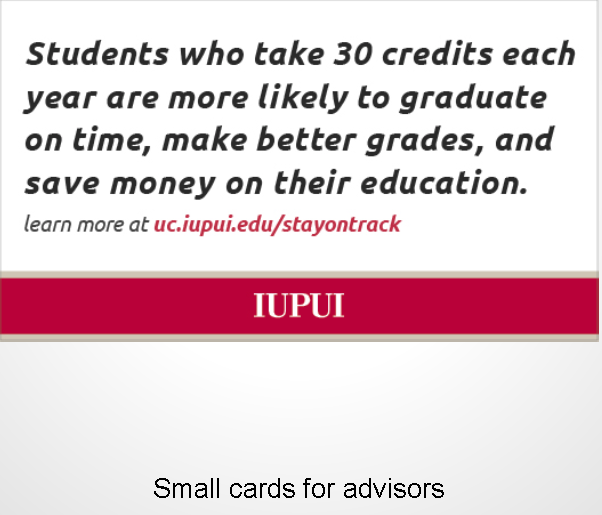 Students who take 30 credits each
year are more likely to graduate
on time, make better grades, and
save money on their education.
learn more at uc.iupui.edu/stayontrack
IUPUI
Small cards for advisors